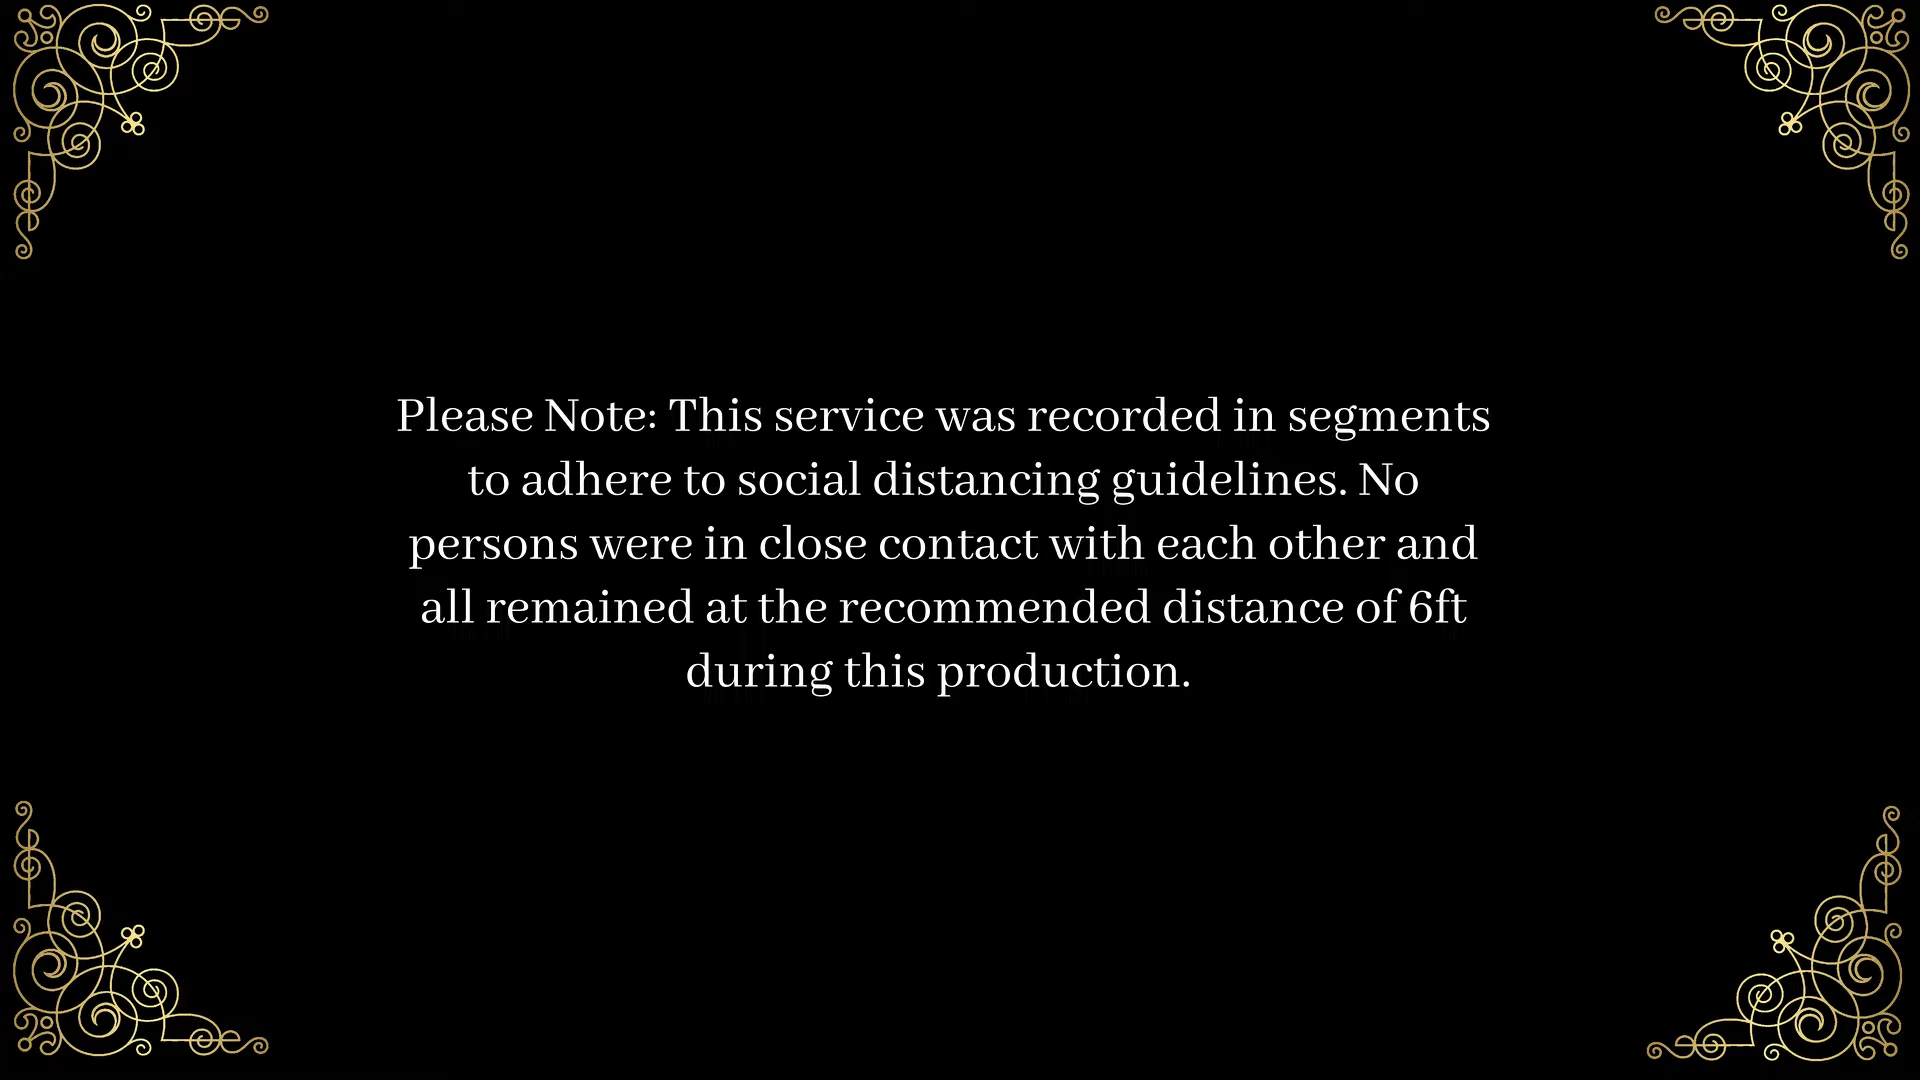 Please Note: This service was recorded in segments
to adhere to social distancing guidelines. No
persons were in close contact with each other and
all remained at the recommended distance of 6ft
during this production.